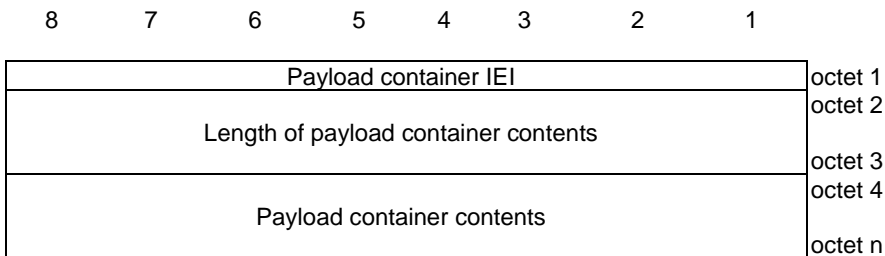 8 7 6 5 4 3 2 1
Payload container IEI octet 1
octet 2
Length of payload container contents
octet 3
octet 4
Payload container contents
octet n